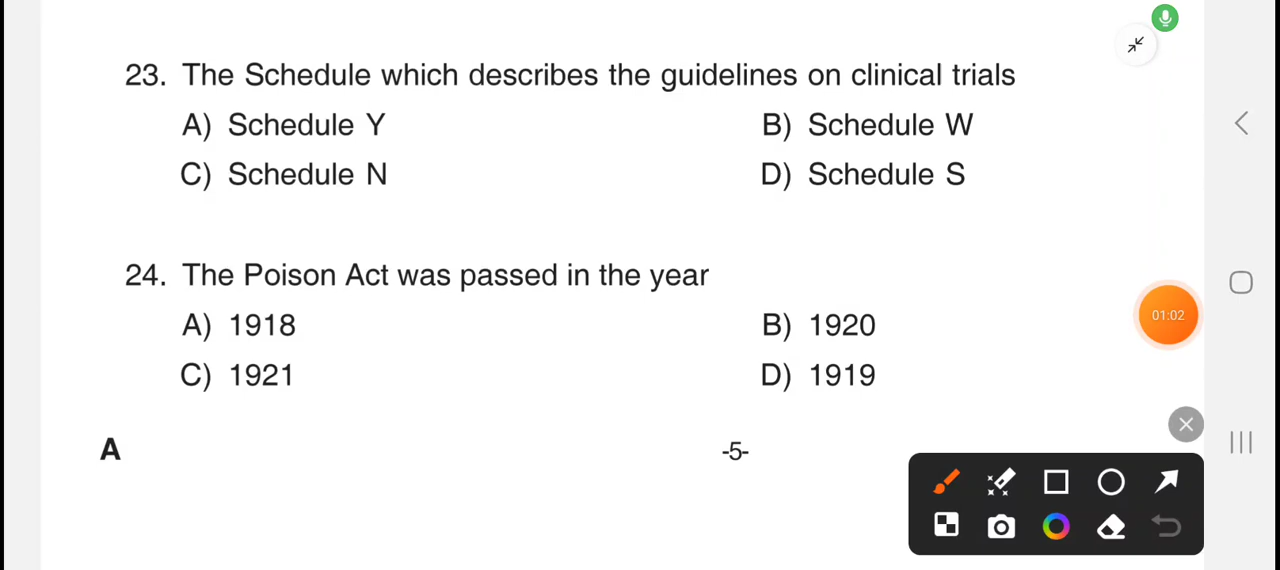 23. The Schedule which describes the guidelines on clinical trials
A) Schedule Y
B) Schedule W
C) Schedule N
D) Schedule S
24. The Poison Act was passed in the year
A) 1918
B) 1920
C) 1921
D) 1919
01:02
A
-5-